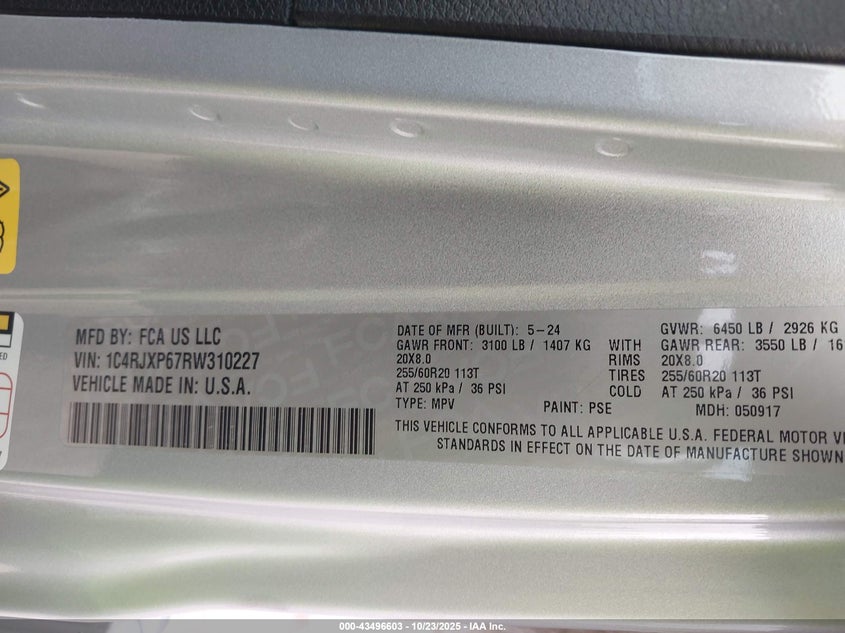 MFD BY: FCA US LLC
VIN: 1C4RJXP67RW310227
VEHICLE MADE IN: U.S.A.
DATE OF MFR (BUILT): 5-24
GVWR: 6450 LB / 2926 KG
GAWR FRONT: 3100 LB / 1407 KG WITH GAWR REAR: 3550 LB / 16
20X8.0 RIMS 20X8.0
255/60R20 113T TIRES 255/60R20 113T
AT 250 kPa / 36 PSI COLD AT 250 kPa / 36 PSI
TYPE: MPV PAINT: PSE MDH: 050917
THIS VEHICLE CONFORMS TO ALL APPLICABLE U.S.A. FEDERAL MOTOR VE
STANDARDS IN EFFECT ON THE DATE OF MANUFACTURE SHOWN
000-43496603 - 10/23/2025 - IAA Inc.